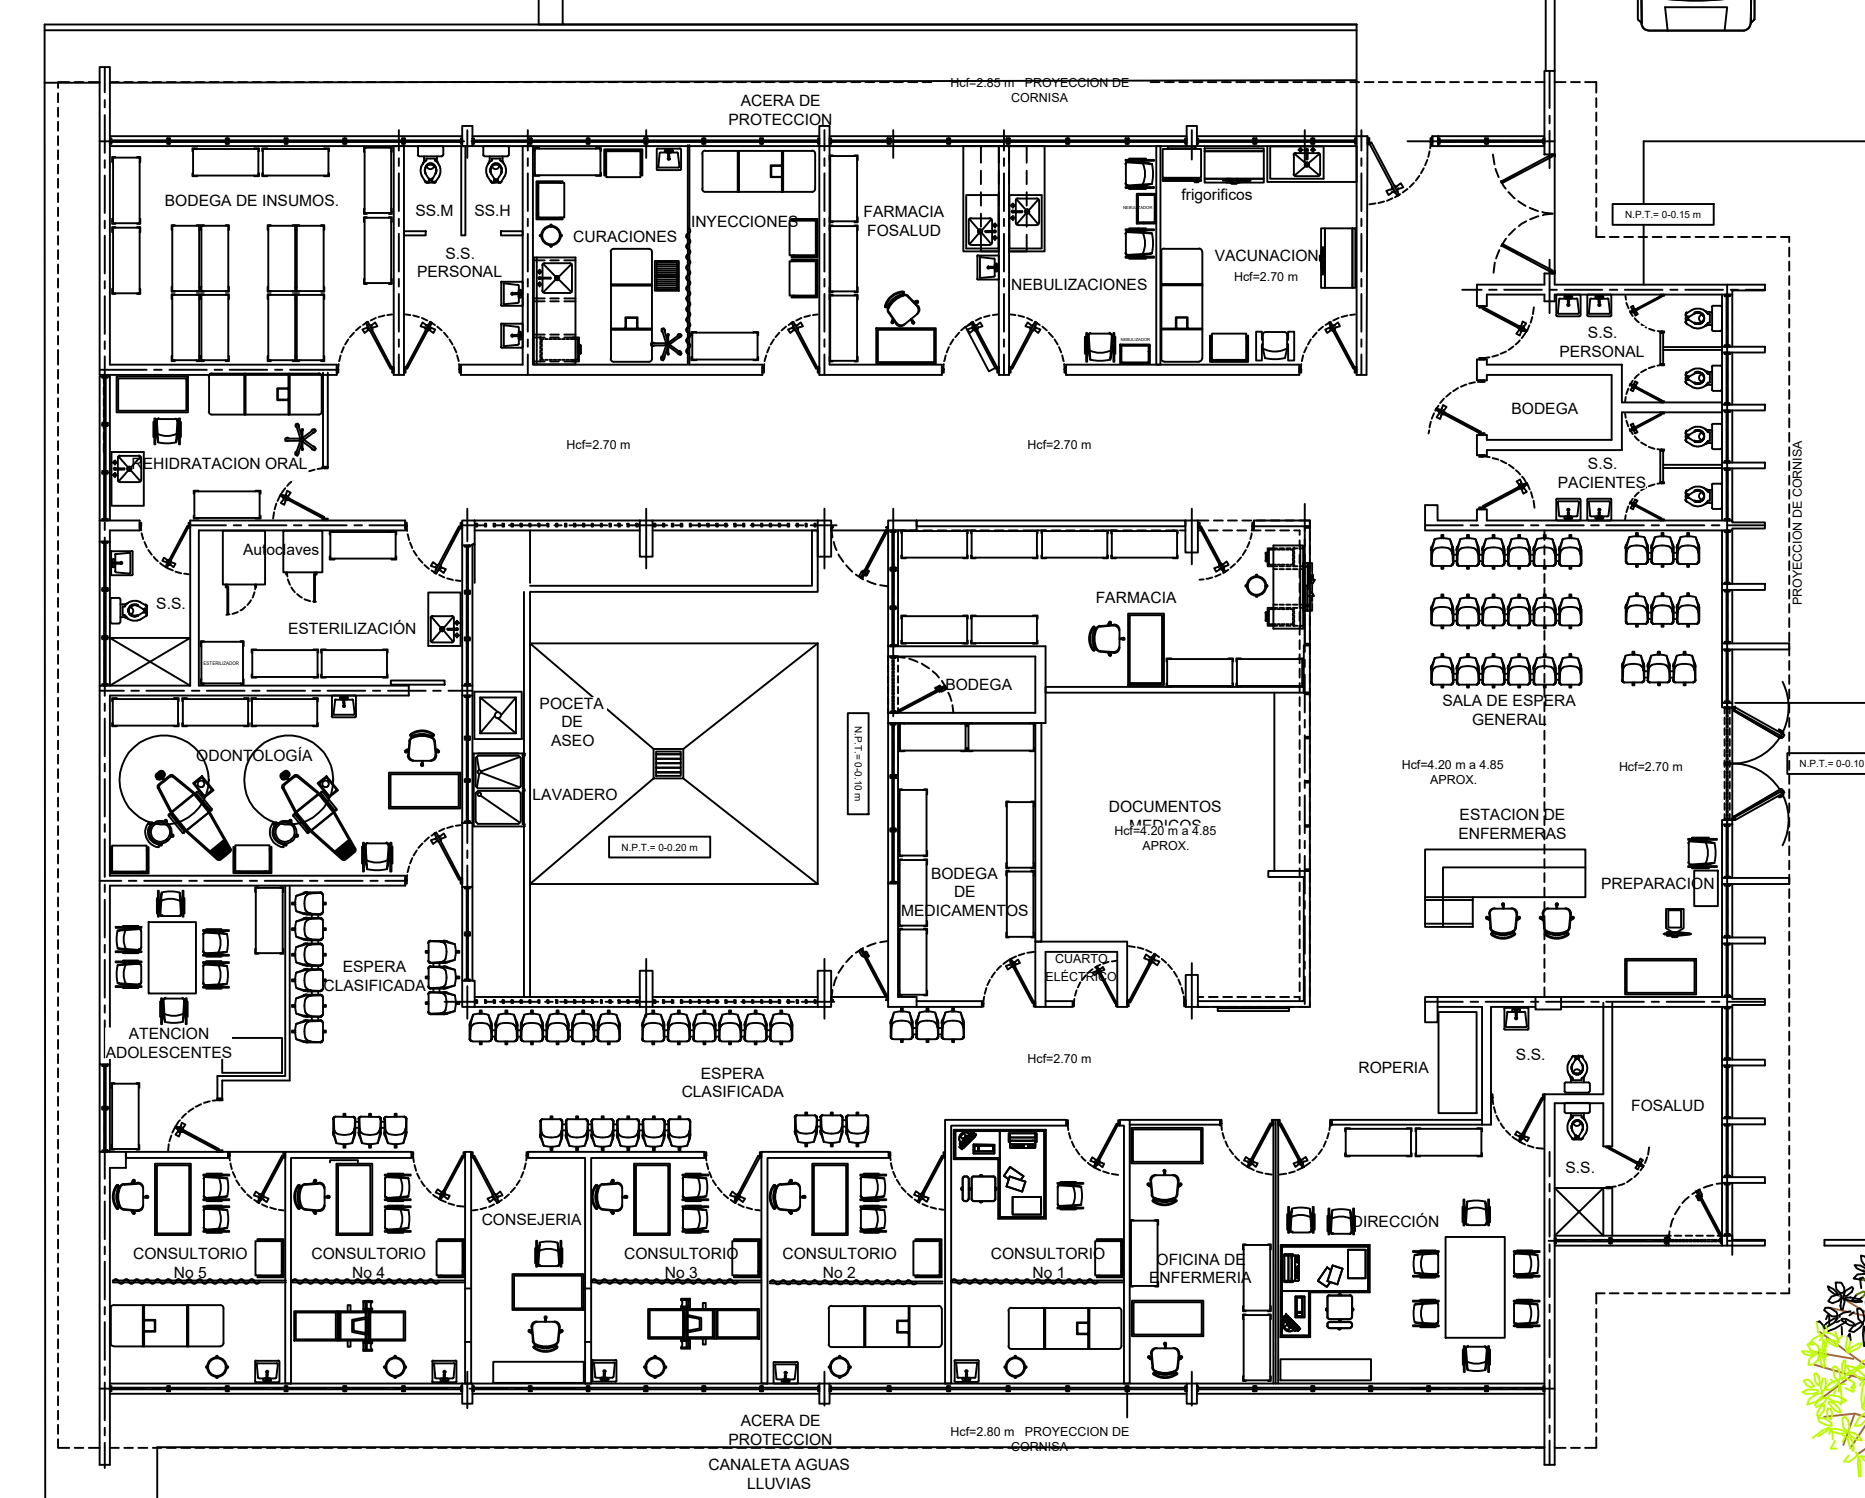 Hcf=2.85 m PROYECCION DE
CORNISA
ACERA DE
PROTECCION
BODEGA DE INSUMOS.
SS.M
SS.H
S.S.
PERSONAL
CURACIONES
INYECCIONES
FARMACIA
FOSALUD
NEBULIZADOR
NEBULIZACIONES
NEBULIZADOR
frigorificos
VACUNACION
Hcf=2.70 m
N.P.T.= 0-0.15 m
S.S.
PERSONAL
BODEGA
S.S.
PACIENTES
PROYECCION DE CORNISA
REHIDRATACION ORAL
Hcf=2.70 m
Hcf=2.70 m
Autoclaves
S.S.
ESTERILIZACIÓN
ESTERILIZADOR
FARMACIA
BODEGA
SALA DE ESPERA
GENERAL
POCETA
DE
ASEO
LAVADERO
N.P.T.= 0-0.20 m
N.P.T.= 0-0.10 m
ODONTOLOGÍA
DOCUMENTOS
MEDICOS
Hcf=4.20 m a 4.85
APROX.
Hcf=4.20 m a 4.85
APROX.
Hcf=2.70 m
N.P.T.= 0-0.10
ESTACION DE
ENFERMERAS
PREPARACION
BODEGA
DE
MEDICAMENTOS
CUARTO
ELÉCTRICO
ESPERA
CLASIFICADA
ATENCION
ADOLESCENTES
ESPERA
CLASIFICADA
Hcf=2.70 m
ROPERIA
S.S.
FOSALUD
S.S.
CONSULTORIO
No 5
CONSULTORIO
No 4
CONSEJERIA
CONSULTORIO
No 3
CONSULTORIO
No 2
CONSULTORIO
No 1
OFICINA DE
ENFERMERIA
DIRECCIÓN
ACERA DE
PROTECCION
Hcf=2.80 m PROYECCION DE
CORNISA
CANALETA AGUAS
LLUVIAS